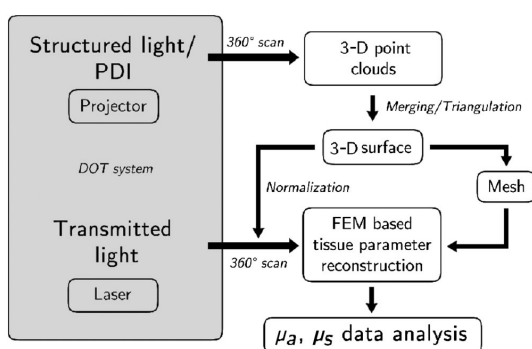 Structured light/
PDI
Projector
DOT system
Transmitted
light
Laser
360° scan
3-D point
clouds
Merging/Triangulation
3-D surface
Normalization
Mesh
360° scan
FEM based
tissue parameter
reconstruction
μa, μs data analysis